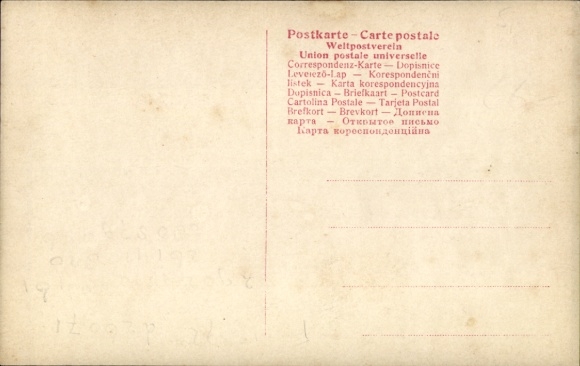 Postkarte – Carte postale
Weltpostverein
Union postale universelle
Correspondenz-Karte — Dopisnice
Levelező-Lap — Korespondenční
lístek — Karta korespondencyjna
Dopisnica — Briefkaart — Postcard
Cartolina Postale — Tarjeta Postal
Brefkort — Brevkort — Дописна
карта — Открытое письмо
Карта кореспонденційна